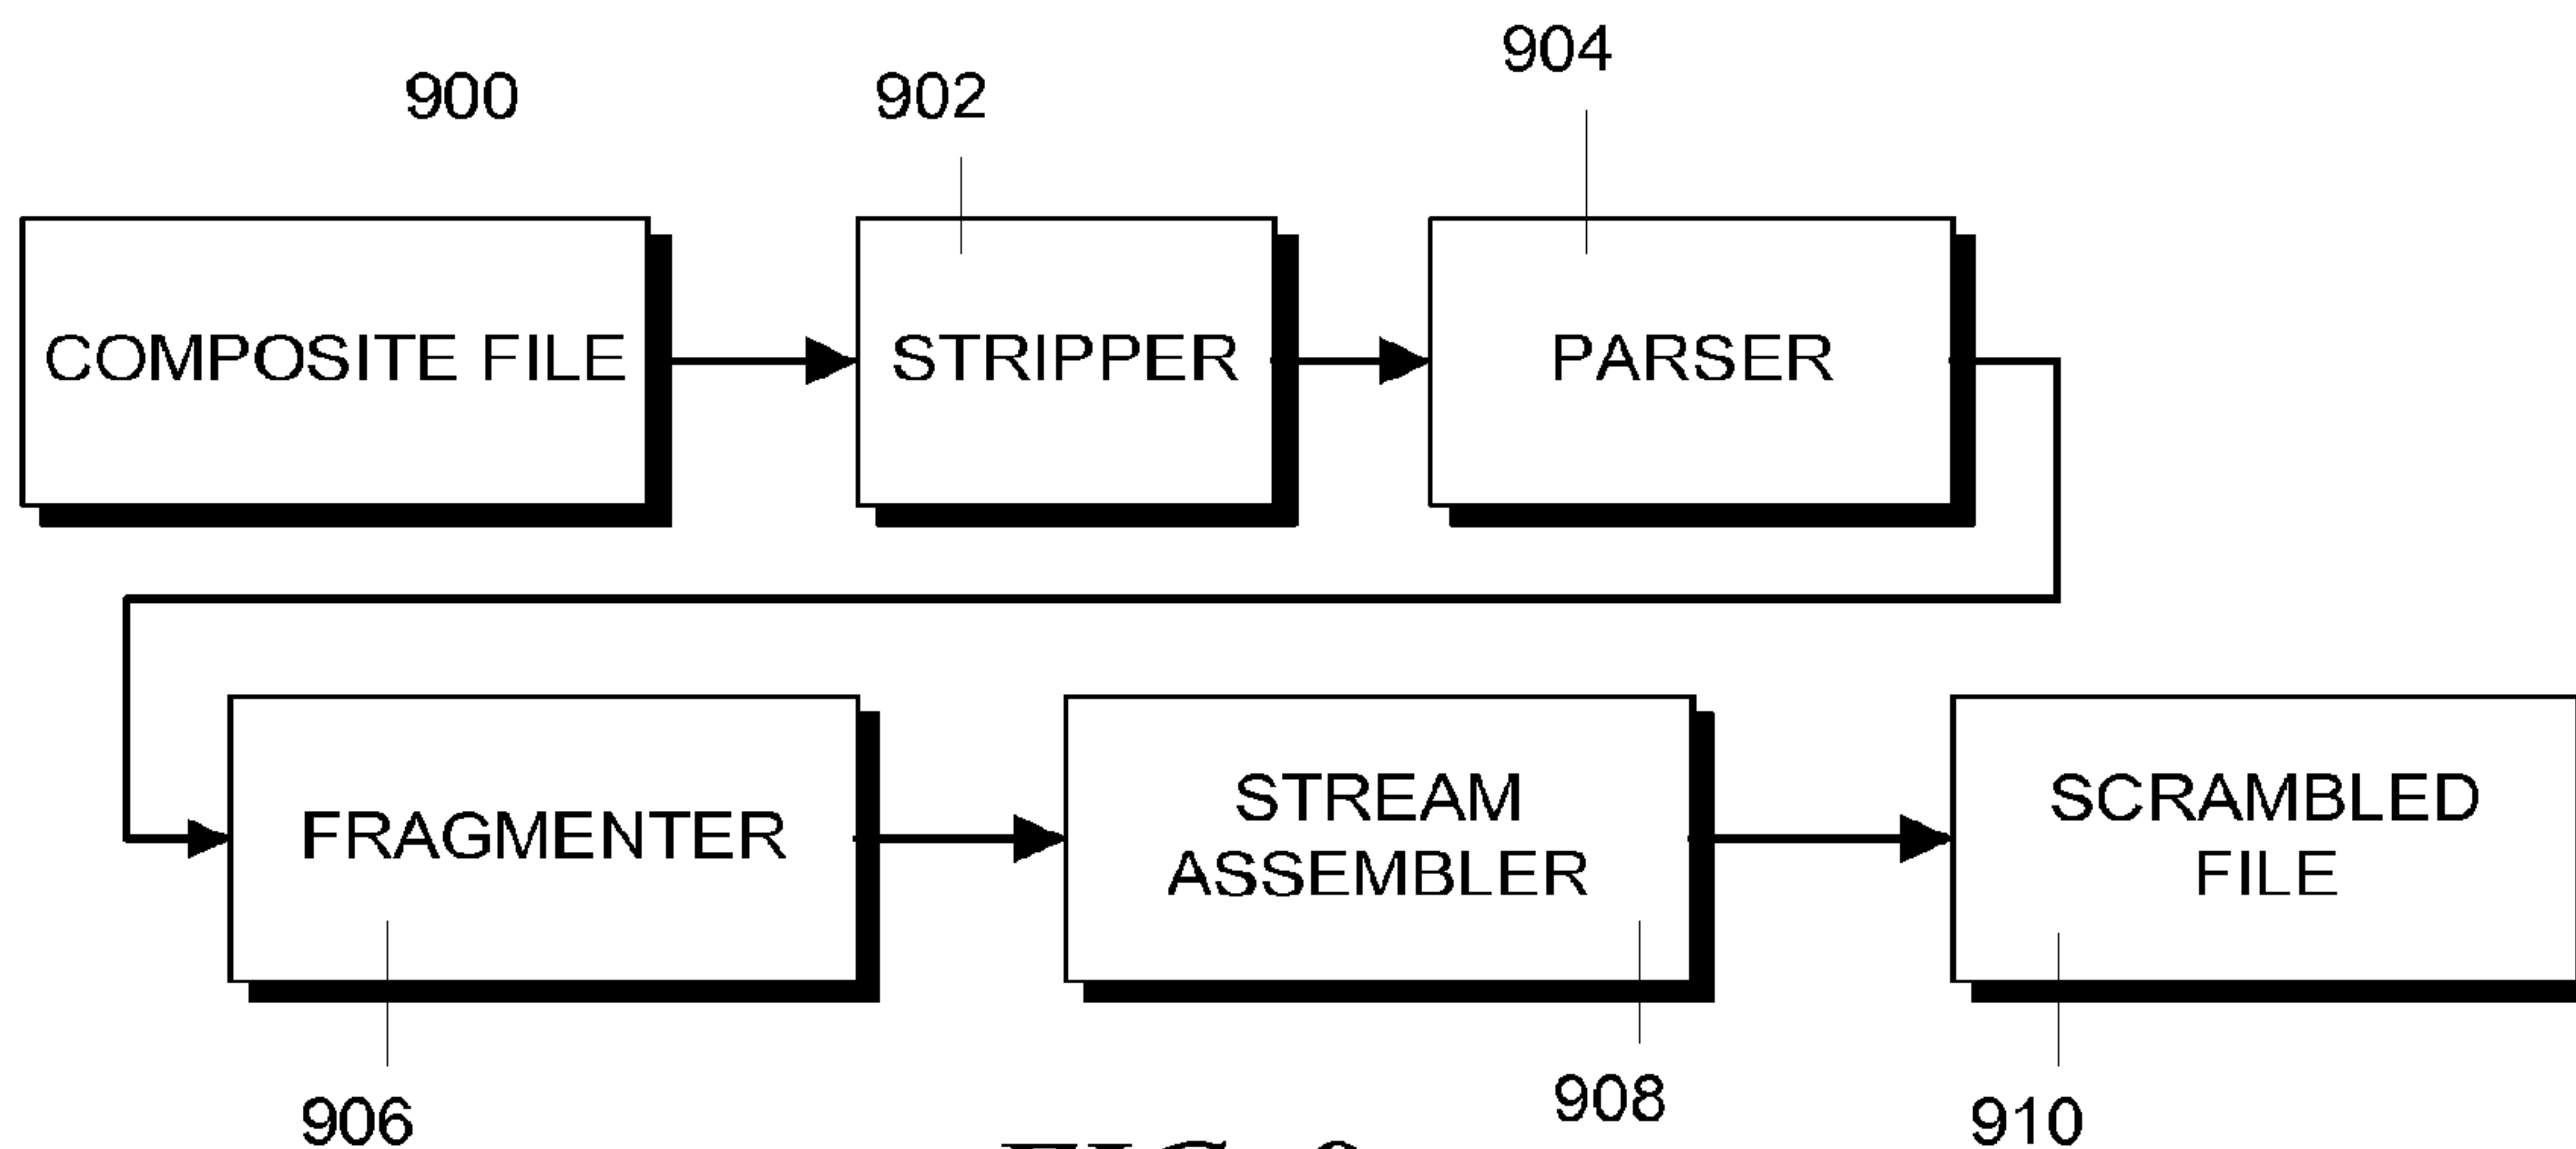 900
902
904
COMPOSITE FILE
STRIPPER
PARSER
FRAGMENTER
STREAM
ASSEMBLER
SCRAMBLED
FILE
906
908
910